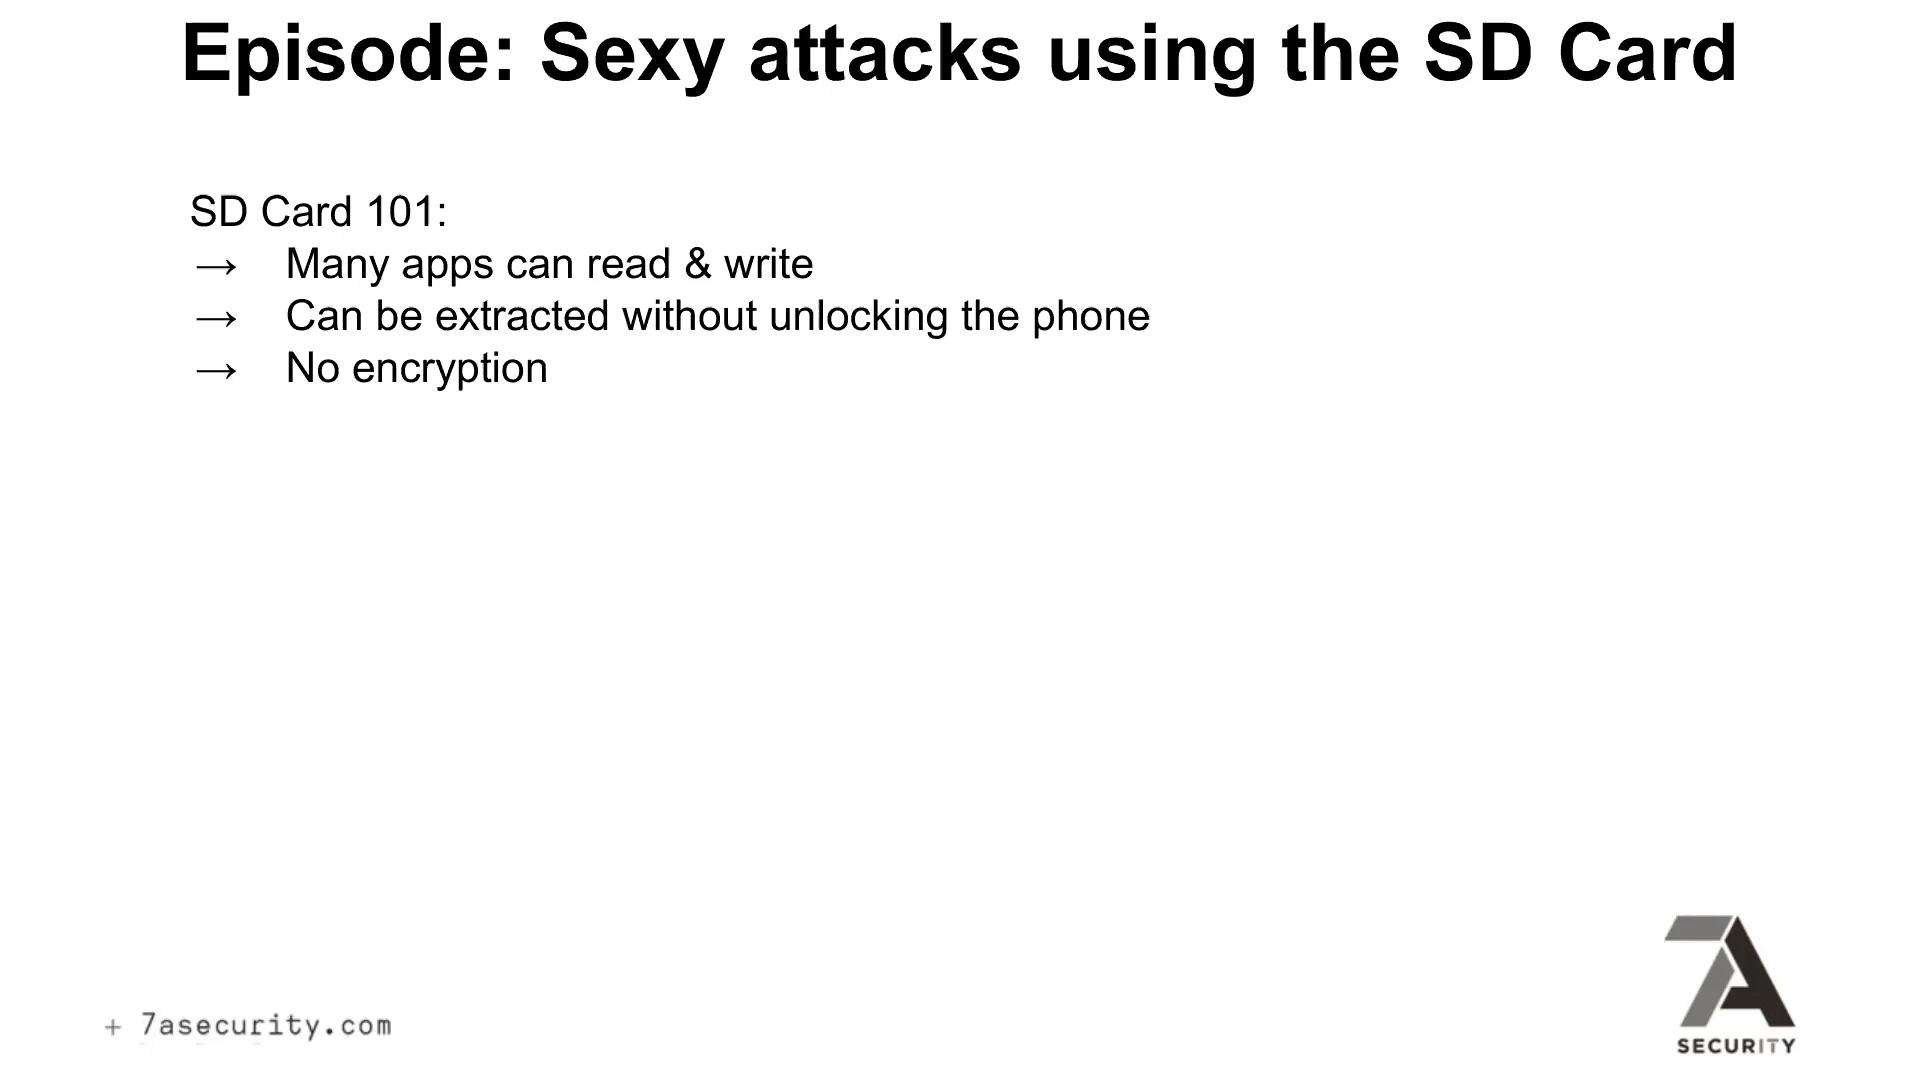 Episode: Sexy attacks using the SD Card
SD Card 101:
→ Many apps can read & write
→ Can be extracted without unlocking the phone
→ No encryption
+ 7asecurity.com
7A
SECURITY